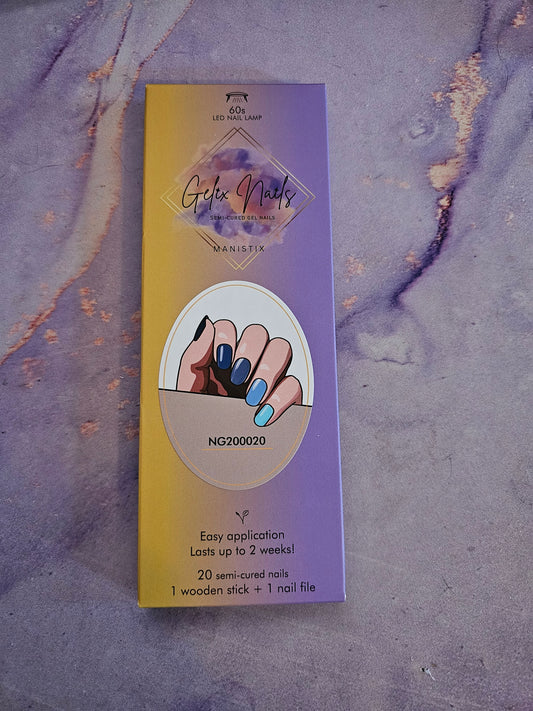 60s
LED NAIL LAMP
Gelix Nails
SEMI-CURED GEL NAILS
MANISTIX
NG200020
Easy application
Lasts up to 2 weeks!
20 semi-cured nails
1 wooden stick + 1 nail file